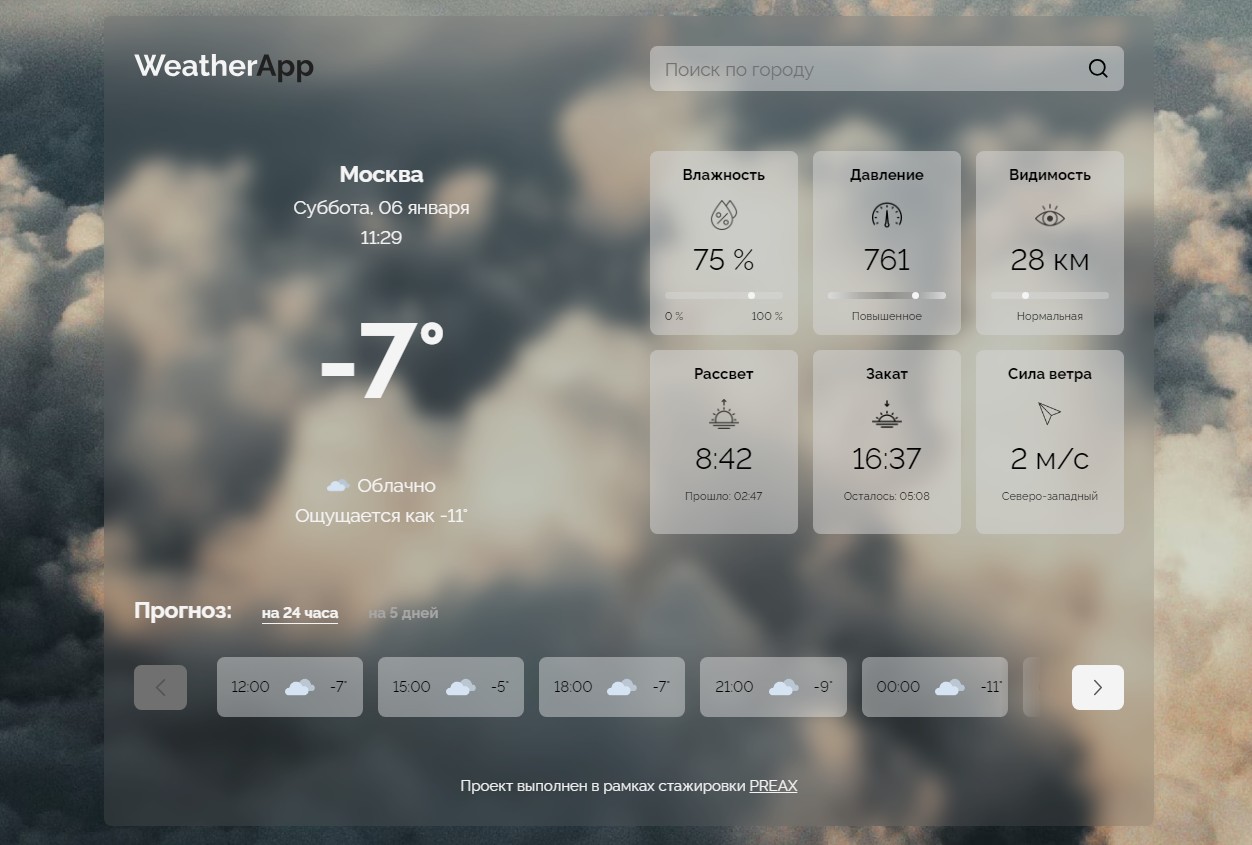 WeatherApp
Поиск по городу
Москва
Суббота, 06 января
11:29
-7°
Облачно
Ощущается как -11°
Влажность
75 %
0 % 100 %
Давление
761
Повышенное
Видимость
28 км
Нормальная
Рассвет
8:42
Прошло: 02:47
Закат
16:37
Осталось: 05:08
Сила ветра
2 м/с
Северо-западный
Прогноз: на 24 часа на 5 дней
12:00 -7°
15:00 -5°
18:00 -7°
21:00 -9°
00:00 -11°
Проект выполнен в рамках стажировки PREAX